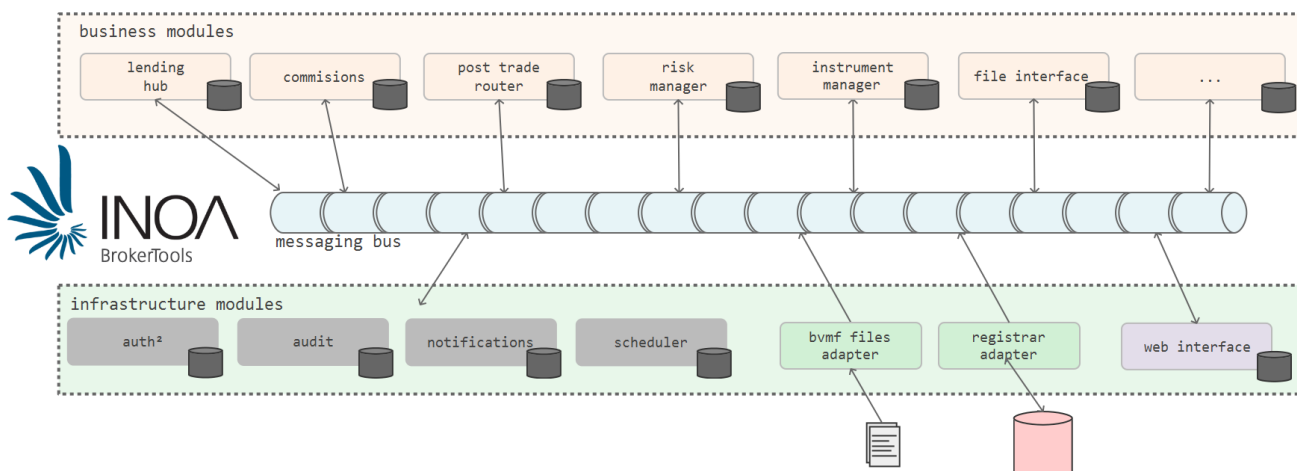 business modules
lending
hub
commisions
post trade
router
risk
manager
instrument
manager
file interface
...
INOA
BrokerTools
messaging bus
infrastructure modules
auth²
audit
notifications
scheduler
bvmf files
adapter
registrar
adapter
web interface